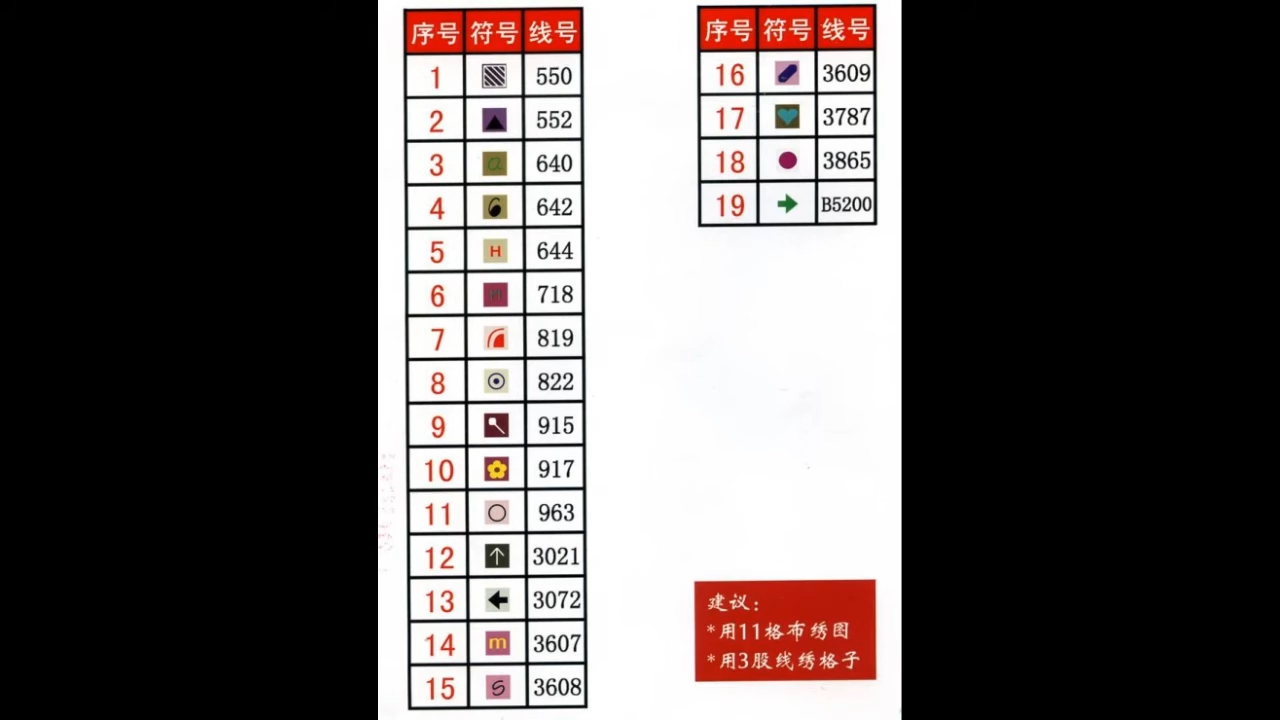 序号 符号 线号
1 550
2 552
3 640
4 642
5 H 644
6 718
7 819
8 822
9 915
10 917
11 963
12 3021
13 3072
14 m 3607
15 S 3608
序号 符号 线号
16 3609
17 3787
18 3865
19 B5200
建议：
*用11格布绣图
*用3股线绣格子